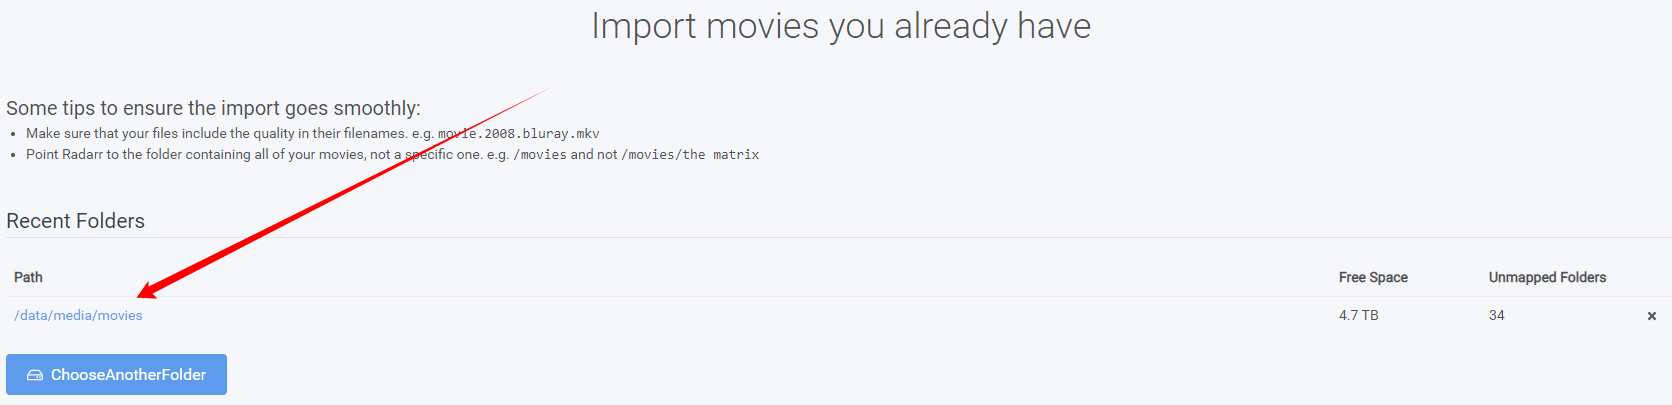 Import movies you already have
Some tips to ensure the import goes smoothly:
Make sure that your files include the quality in their filenames. e.g. movie.2008.bluray.mkv
Point Radarr to the folder containing all of your movies, not a specific one. e.g. /movies and not /movies/the matrix
Recent Folders
Path Free Space Unmapped Folders
/data/media/movies 4.7 TB 34
ChooseAnotherFolder